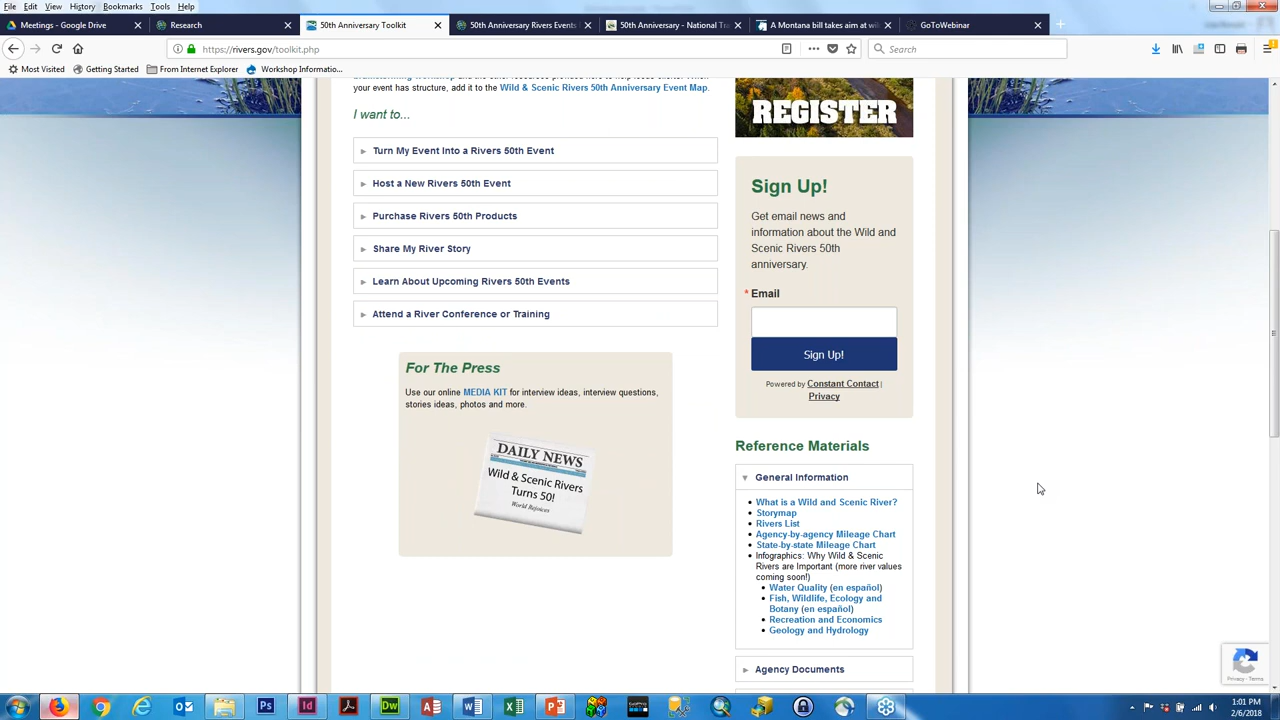 File Edit View History Bookmarks Tools Help
Meetings - Google Drive
Research
50th Anniversary Toolkit
50th Anniversary Rivers Events
50th Anniversary - National Tra
A Montana bill takes aim at wil
GoToWebinar
https://rivers.gov/toolkit.php
Search
Most Visited
Getting Started
From Internet Explorer
Workshop Informatio...
your event has structure, add it to the Wild & Scenic Rivers 50th Anniversary Event Map.
I want to...
Turn My Event Into a Rivers 50th Event
Host a New Rivers 50th Event
Purchase Rivers 50th Products
Share My River Story
Learn About Upcoming Rivers 50th Events
Attend a River Conference or Training
For The Press
Use our online MEDIA KIT for interview ideas, interview questions,
stories ideas, photos and more.
DAILY NEWS
Wild & Scenic Rivers
Turns 50!
World Rejoices
REGISTER
Sign Up!
Get email news and
information about the Wild and
Scenic Rivers 50th
anniversary.
* Email
Sign Up!
Powered by Constant Contact |
Privacy
Reference Materials
General Information
What is a Wild and Scenic River?
Storymap
Rivers List
Agency-by-agency Mileage Chart
State-by-state Mileage Chart
Infographics: Why Wild & Scenic
Rivers are Important (more river values
coming soon!)
Water Quality (en español)
Fish, Wildlife, Ecology and
Botany (en español)
Recreation and Economics
Geology and Hydrology
Agency Documents
Privacy - Terms
1:01 PM
2/6/2018